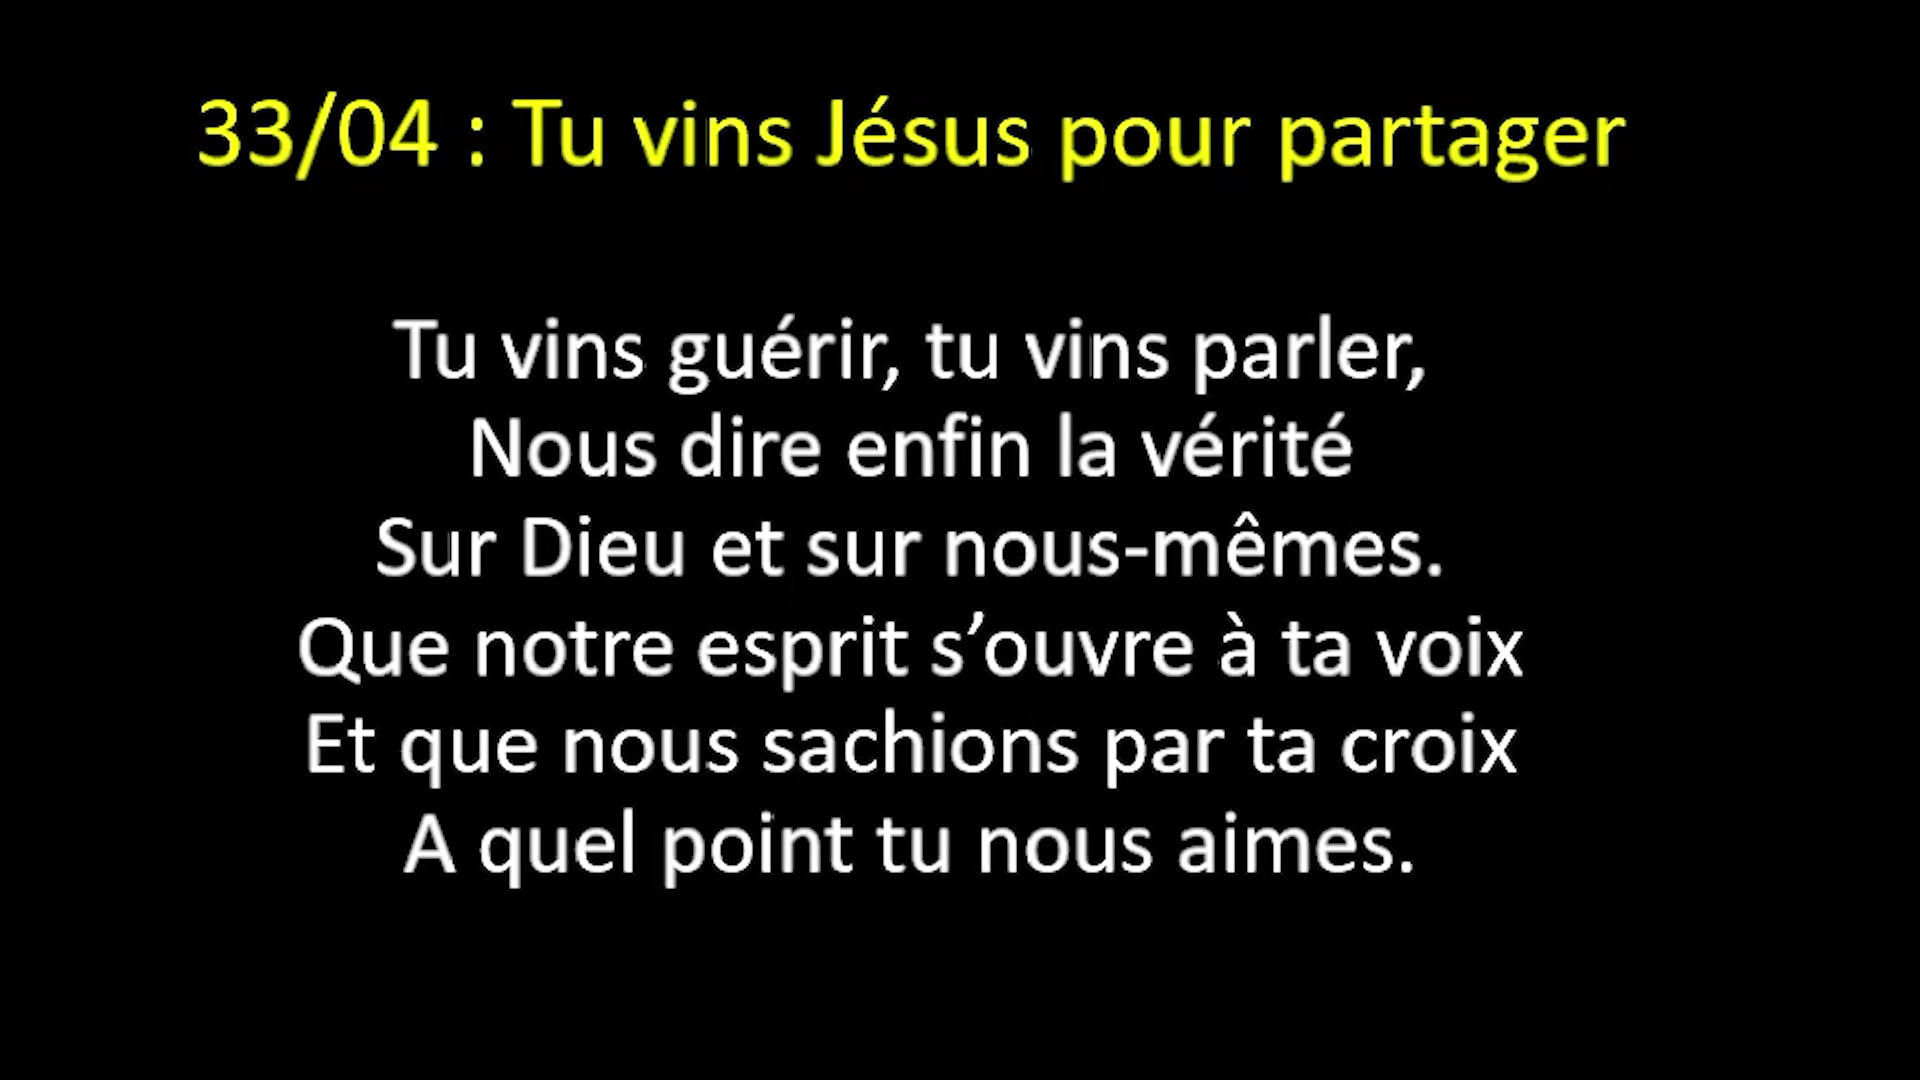 33/04 : Tu vins Jésus pour partager
Tu vins guérir, tu vins parler,
Nous dire enfin la vérité
Sur Dieu et sur nous-mêmes.
Que notre esprit s’ouvre à ta voix
Et que nous sachions par ta croix
A quel point tu nous aimes.